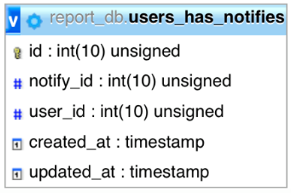 v report_db.users_has_notifies
id : int(10) unsigned
# notify_id : int(10) unsigned
# user_id : int(10) unsigned
created_at : timestamp
updated_at : timestamp